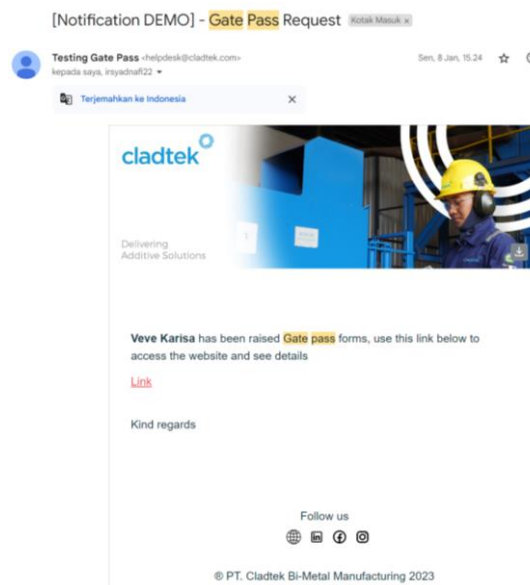 [Notification DEMO] - Gate Pass Request Kotak Masuk x
Testing Gate Pass <helpdesk@cladtek.com>
Sen, 8 Jan, 15.24
kepada saya, irsyadnafi22
Terjemahkan ke Indonesia
cladtek
Delivering
Additive Solutions
Veve Karisa has been raised Gate pass forms, use this link below to
access the website and see details
Link
Kind regards
Follow us
® PT. Cladtek Bi-Metal Manufacturing 2023